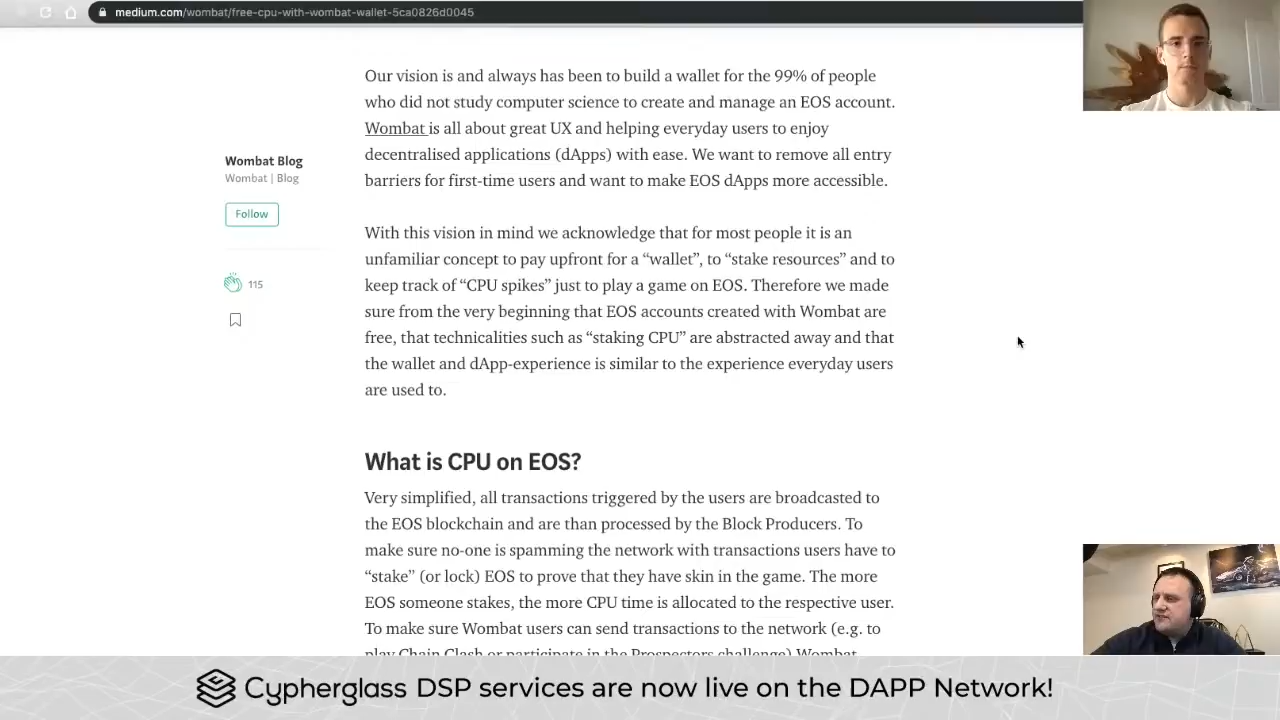 medium.com/wombat/free-cpu-with-wombat-wallet-5ca0826d0045
Wombat Blog
Wombat | Blog
Follow
115
Our vision is and always has been to build a wallet for the 99% of people
who did not study computer science to create and manage an EOS account.
Wombat is all about great UX and helping everyday users to enjoy
decentralised applications (dApps) with ease. We want to remove all entry
barriers for first-time users and want to make EOS dApps more accessible.
With this vision in mind we acknowledge that for most people it is an
unfamiliar concept to pay upfront for a “wallet”, to “stake resources” and to
keep track of “CPU spikes” just to play a game on EOS. Therefore we made
sure from the very beginning that EOS accounts created with Wombat are
free, that technicalities such as “staking CPU” are abstracted away and that
the wallet and dApp-experience is similar to the experience everyday users
are used to.
What is CPU on EOS?
Very simplified, all transactions triggered by the users are broadcasted to
the EOS blockchain and are than processed by the Block Producers. To
make sure no-one is spamming the network with transactions users have to
“stake” (or lock) EOS to prove that they have skin in the game. The more
EOS someone stakes, the more CPU time is allocated to the respective user.
To make sure Wombat users can send transactions to the network (e.g. to
play Chain Clash or participate in the Prospectors challenge) Wombat
Cypherglass DSP services are now live on the DAPP Network!